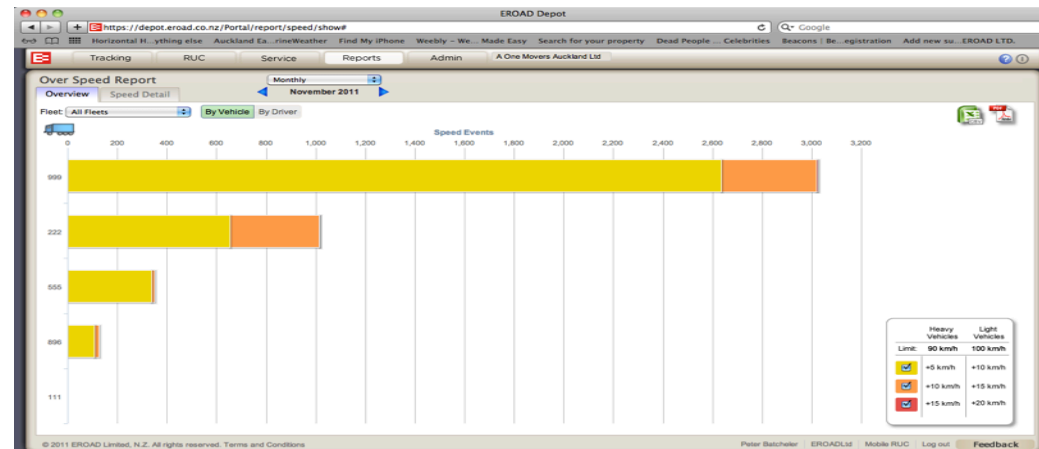 EROAD Depot
https://depot.eroad.co.nz/Portal/report/speed/show#
Google
Horizontal H...ything else Auckland Ea...rineWeather Find My iPhone Weebly - We... Made Easy Search for your property Dead People ... Celebrities Beacons | Be...egistration Add new su...EROAD LTD.
Tracking RUC Service Reports Admin A One Movers Auckland Ltd
Over Speed Report Monthly
Overview Speed Detail November 2011
Fleet: All Fleets By Vehicle By Driver
Speed Events
0 200 400 600 800 1,000 1,200 1,400 1,600 1,800 2,000 2,200 2,400 2,600 2,800 3,000 3,200
999
222
555
896
111
Heavy Vehicles Light Vehicles
Limit: 90 km/h 100 km/h
+5 km/h +10 km/h
+10 km/h +15 km/h
+15 km/h +20 km/h
© 2011 EROAD Limited, N.Z. All rights reserved. Terms and Conditions Peter Batcheler EROADLtd Mobile RUC Log out Feedback